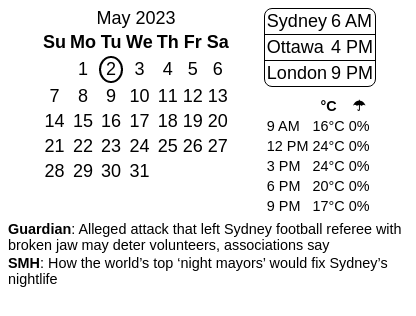 May 2023
Su Mo Tu We Th Fr Sa
1 2 3 4 5 6
7 8 9 10 11 12 13
14 15 16 17 18 19 20
21 22 23 24 25 26 27
28 29 30 31
Sydney 6 AM
Ottawa 4 PM
London 9 PM
°C ☂
9 AM 16°C 0%
12 PM 24°C 0%
3 PM 24°C 0%
6 PM 20°C 0%
9 PM 17°C 0%
Guardian: Alleged attack that left Sydney football referee with
broken jaw may deter volunteers, associations say
SMH: How the world's top ‘night mayors’ would fix Sydney's
nightlife